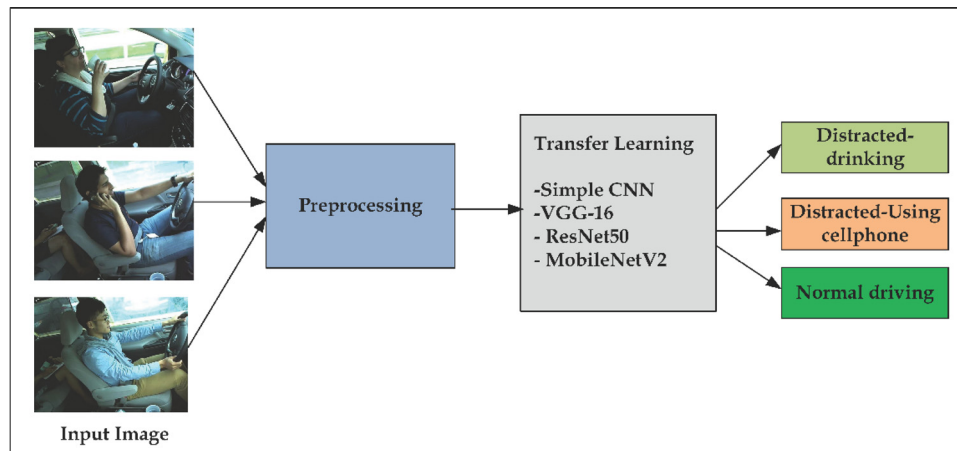 Input Image
Preprocessing
Transfer Learning
-Simple CNN
-VGG-16
- ResNet50
- MobileNetV2
Distracted-
drinking
Distracted-Using
cellphone
Normal driving